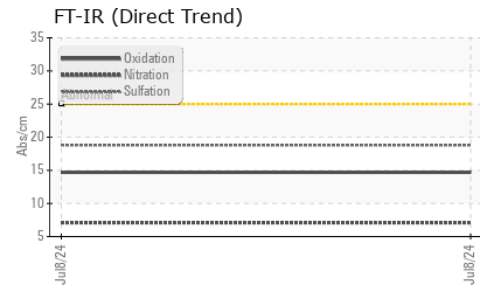 FT-IR (Direct Trend)
35
30
25
20
15
10
5
Abs/cm
Oxidation
Nitration
Sulfation
Abnormal
Jul8/24
Jul8/24